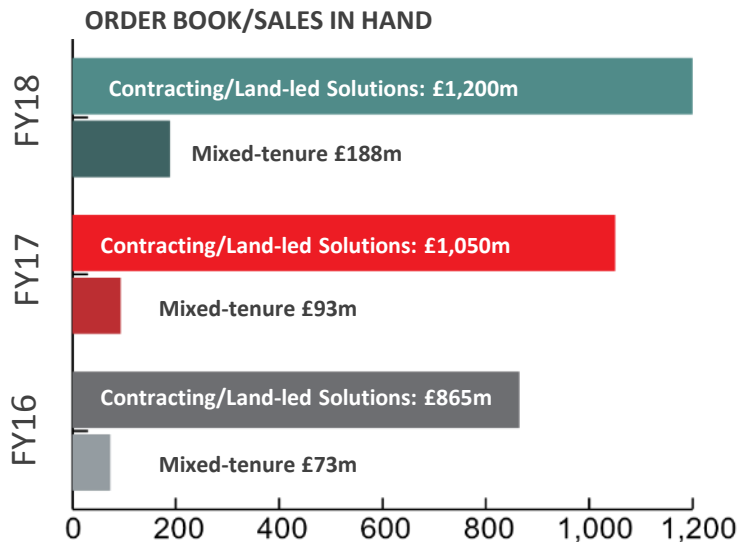 ORDER BOOK/SALES IN HAND
FY18
Contracting/Land-led Solutions: £1,200m
Mixed-tenure £188m
FY17
Contracting/Land-led Solutions: £1,050m
Mixed-tenure £93m
FY16
Contracting/Land-led Solutions: £865m
Mixed-tenure £73m
0 200 400 600 800 1,000 1,200